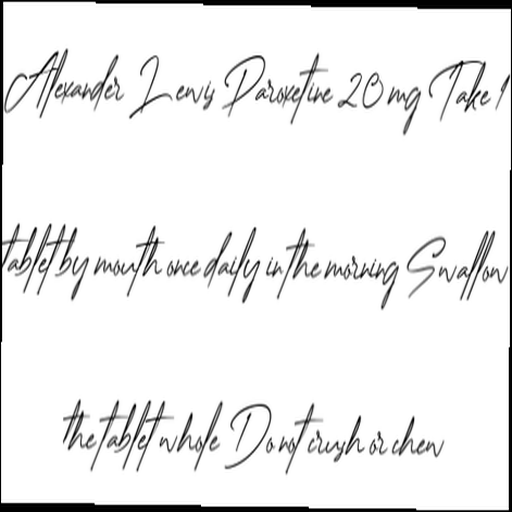 Alexander Lewis Paroxetine 20 mg Take 1
tablet by mouth once daily in the morning Swallow
the tablet whole Do not crush or chew